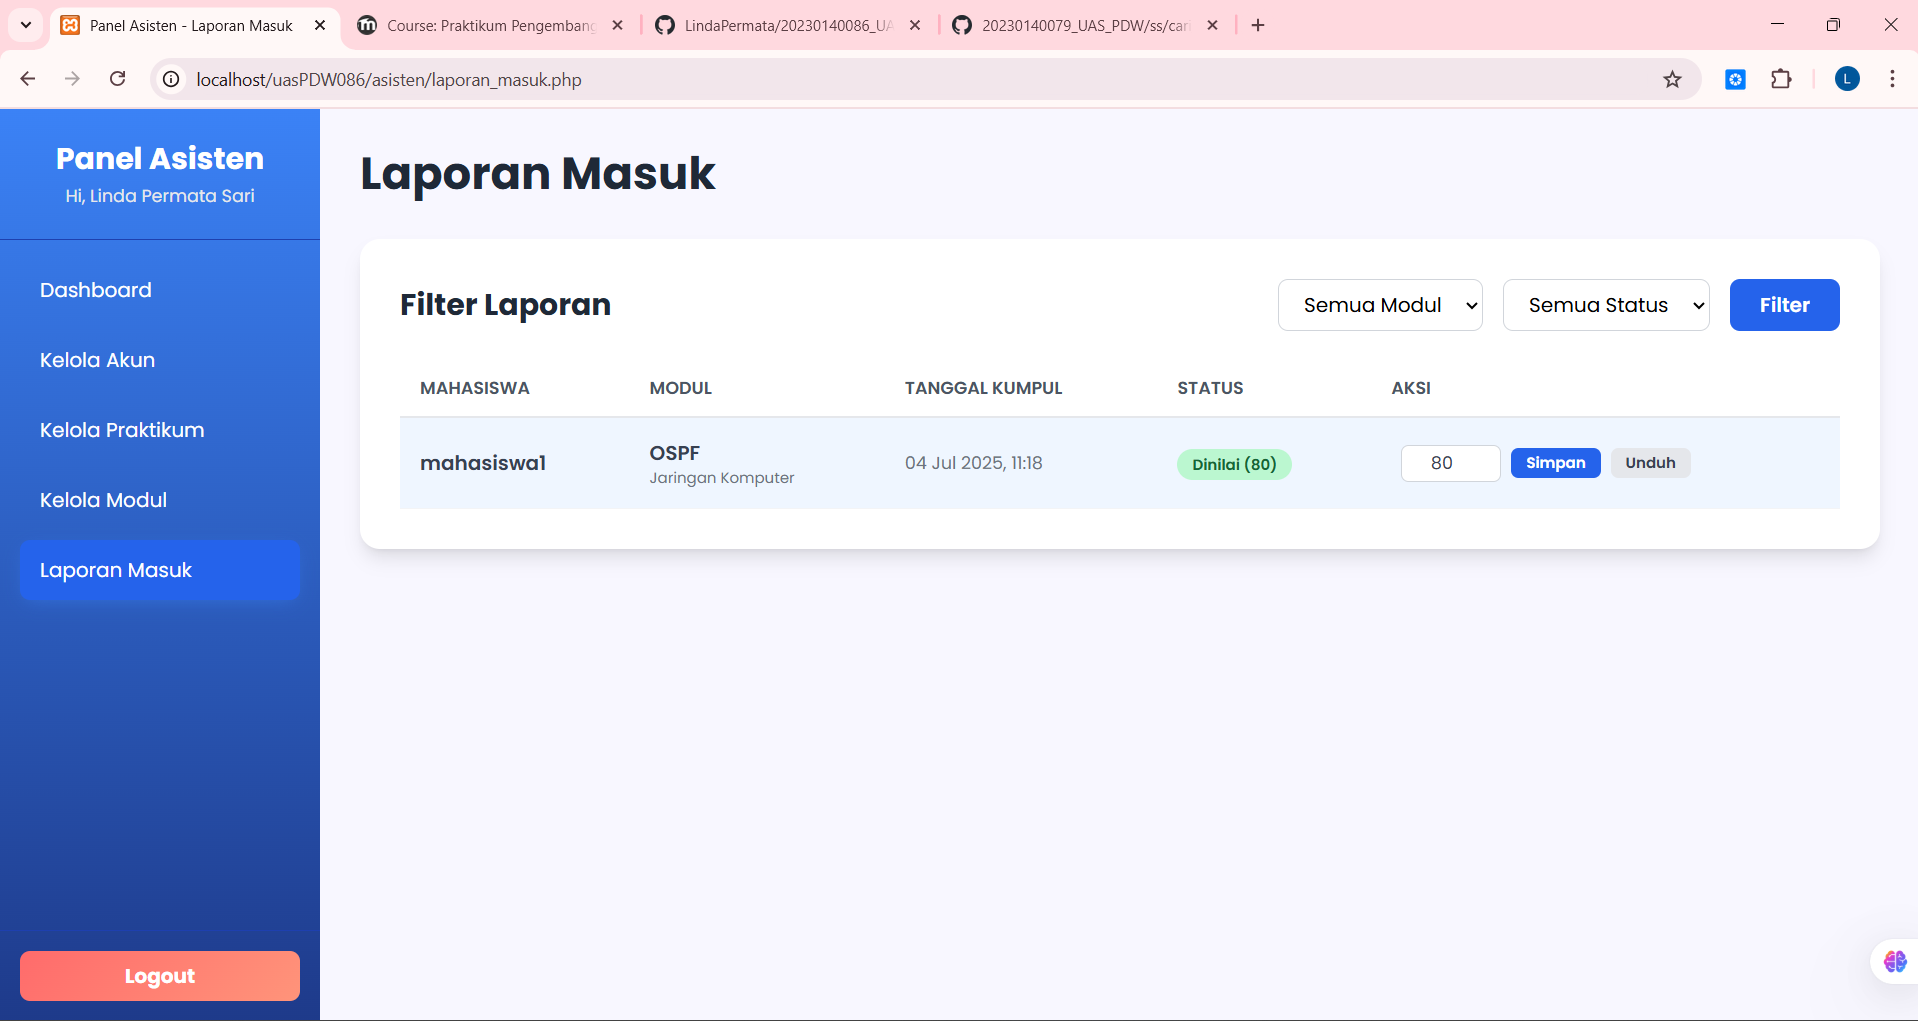 Panel Asisten - Laporan Masuk
Course: Praktikum Pengembang
LindaPermata/20230140086_UA
20230140079_UAS_PDW/ss/cari
localhost/uasPDW086/asisten/laporan_masuk.php
L
Panel Asisten
Hi, Linda Permata Sari
Dashboard
Kelola Akun
Kelola Praktikum
Kelola Modul
Laporan Masuk
Logout
Laporan Masuk
Filter Laporan
Semua Modul
Semua Status
Filter
MAHASISWA MODUL TANGGAL KUMPUL STATUS AKSI
mahasiswa1
OSPF
Jaringan Komputer
04 Jul 2025, 11:18
Dinilai (80)
80
Simpan
Unduh